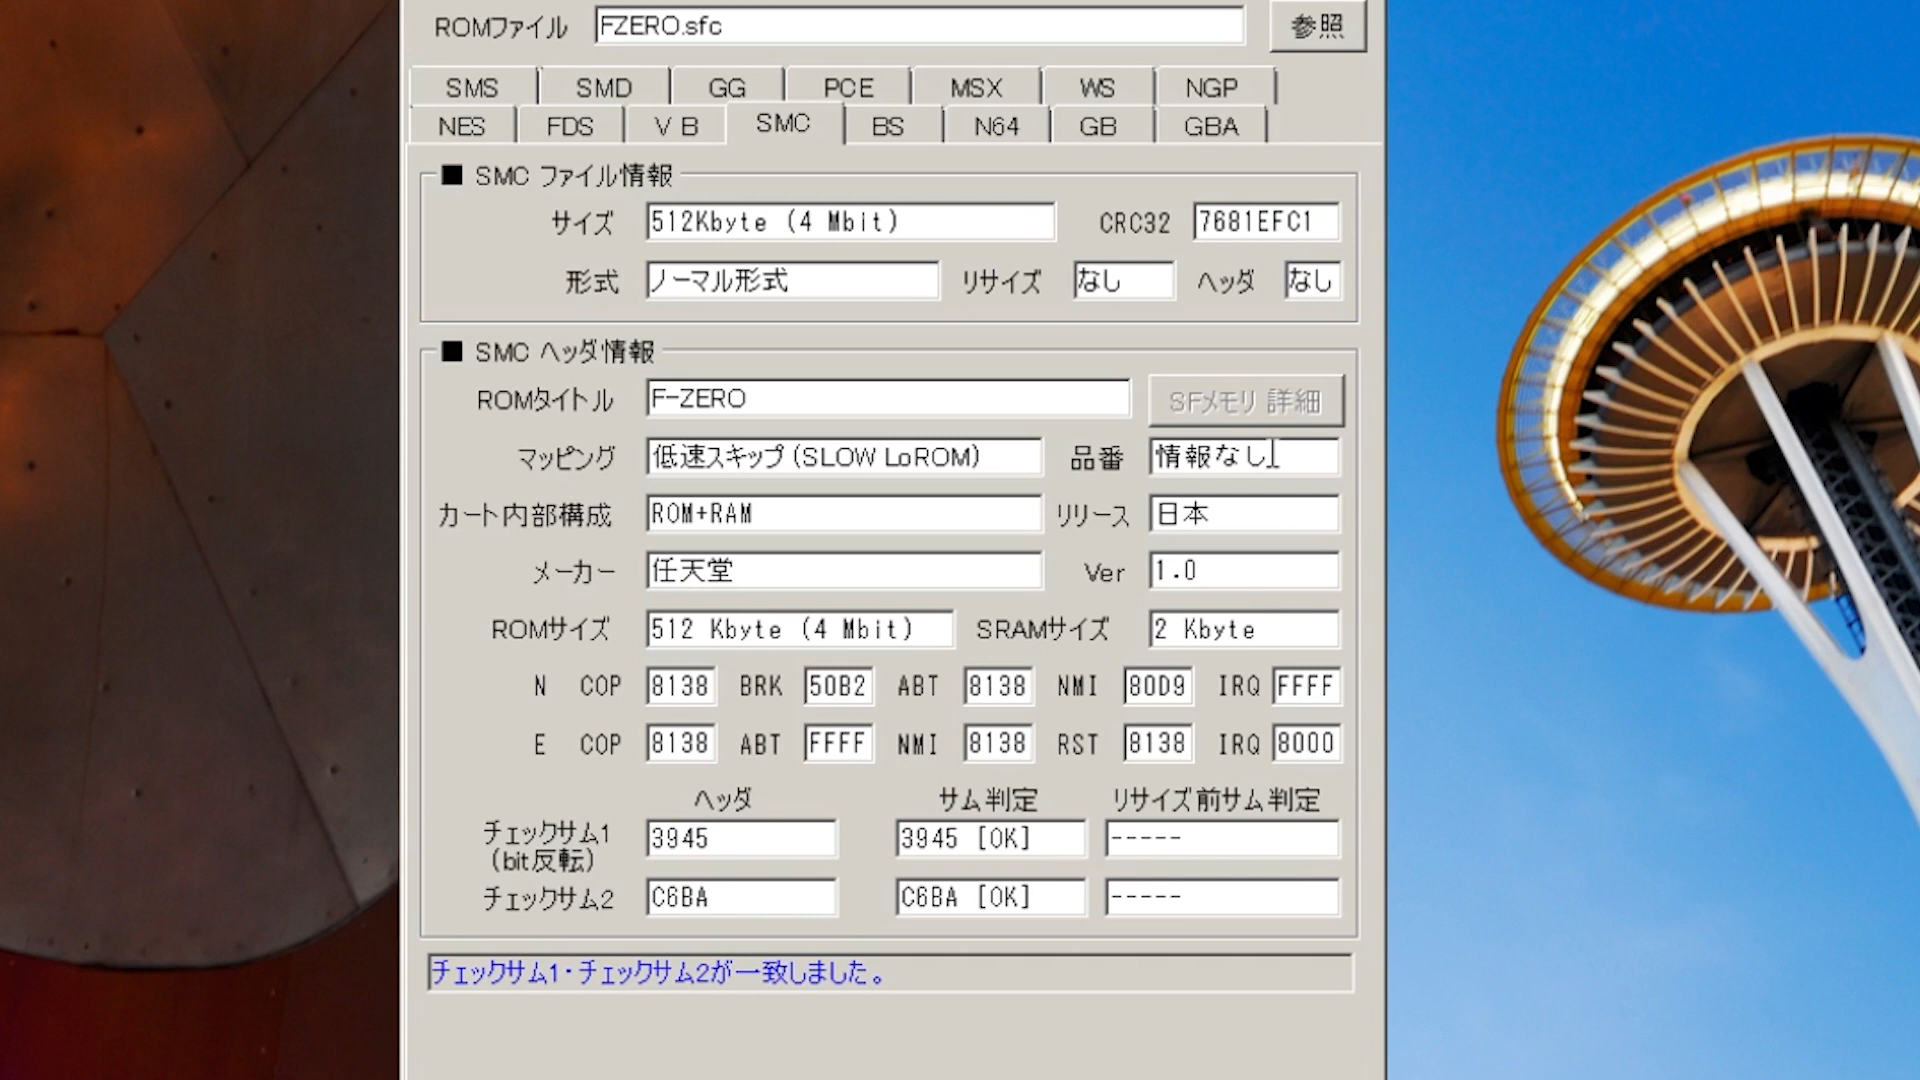 ROMファイル FZERO.sfc 参照
SMS SMD GG PCE MSX WS NGP
NES FDS VB SMC BS N64 GB GBA
■ SMC ファイル情報
サイズ 512Kbyte (4 Mbit) CRC32 7681EFC1
形式 ノーマル形式 リサイズ なし ヘッダ なし
■ SMC ヘッダ情報
ROMタイトル F-ZERO SFメモリ 詳細
マッピング 低速スキップ(SLOW LoROM) 品番 情報なし
カート内部構成 ROM+RAM リリース 日本
メーカー 任天堂 Ver 1.0
ROMサイズ 512 Kbyte (4 Mbit) SRAMサイズ 2 Kbyte
N COP 8138 BRK 50B2 ABT 8138 NMI 80D9 IRQ FFFF
E COP 8138 ABT FFFF NMI 8138 RST 8138 IRQ 8000
ヘッダ サム判定 リサイズ前サム判定
チェックサム1 3945 3945 [OK] -----
(bit反転)
チェックサム2 C6BA C6BA [OK] -----
チェックサム1・チェックサム2が一致しました。